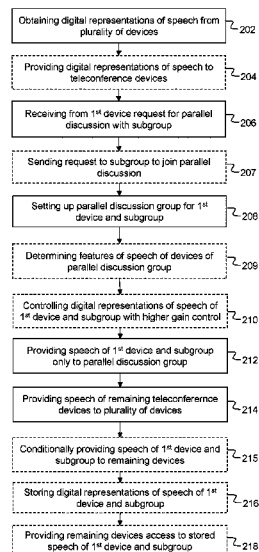 Obtaining digital representations of speech from
plurality of devices
202
Providing digital representations of speech to
teleconference devices
204
Receiving from 1st device request for parallel
discussion with subgroup
206
Sending request to subgroup to join parallel
discussion
207
Setting up parallel discussion group for 1st
device and subgroup
208
Determining features of speech of devices of
parallel discussion group
209
Controlling digital representations of speech of
1st device and subgroup with higher gain control
210
Providing speech of 1st device and subgroup
only to parallel discussion group
212
Providing speech of remaining teleconference
devices to plurality of devices
214
Conditionally providing speech of 1st device and
subgroup to remaining devices
215
Storing digital representations of speech of 1st
device and subgroup
216
Providing remaining devices access to stored
speech of 1st device and subgroup
218